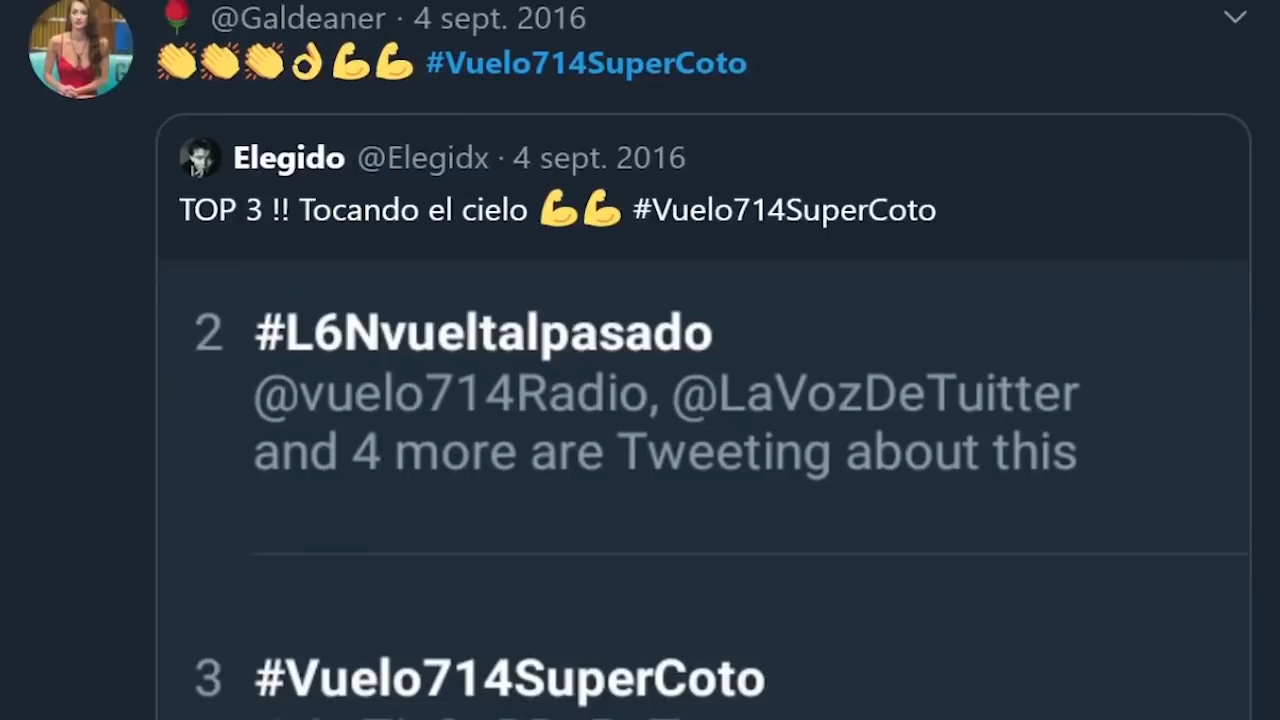 🌹 @Galdeaner · 4 sept. 2016
👏👏👏👌💪💪 #Vuelo714SuperCoto
Elegido @Elegidx · 4 sept. 2016
TOP 3 !! Tocando el cielo 💪💪 #Vuelo714SuperCoto
2 #L6Nvueltalpasado
@vuelo714Radio, @LaVozDeTuitter
and 4 more are Tweeting about this
3 #Vuelo714SuperCoto